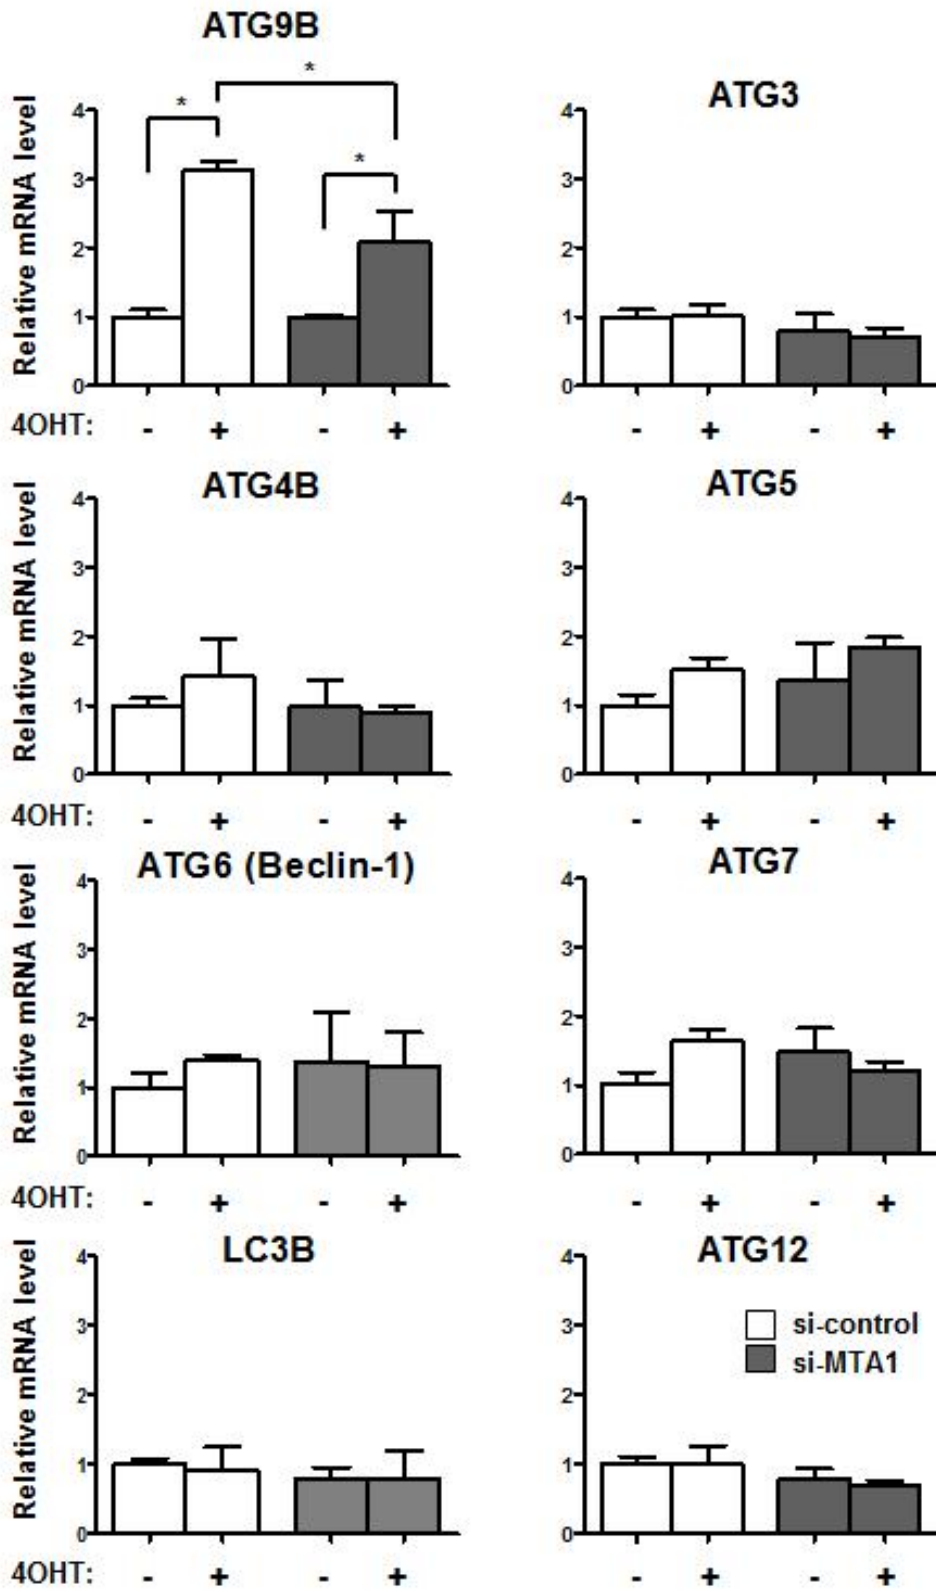 ATG9B
Relative mRNA level
4
3
2
1
0
* * *
4OHT: - + - +
ATG3
4
3
2
1
0
- + - +
ATG4B
Relative mRNA level
4
3
2
1
0
4OHT: - + - +
ATG5
4
3
2
1
0
- + - +
ATG6 (Beclin-1)
Relative mRNA level
4
3
2
1
0
4OHT: - + - +
ATG7
4
3
2
1
0
- + - +
LC3B
Relative mRNA level
4
3
2
1
0
4OHT: - + - +
ATG12
4
3
2
1
0
si-control
si-MTA1
- + - +